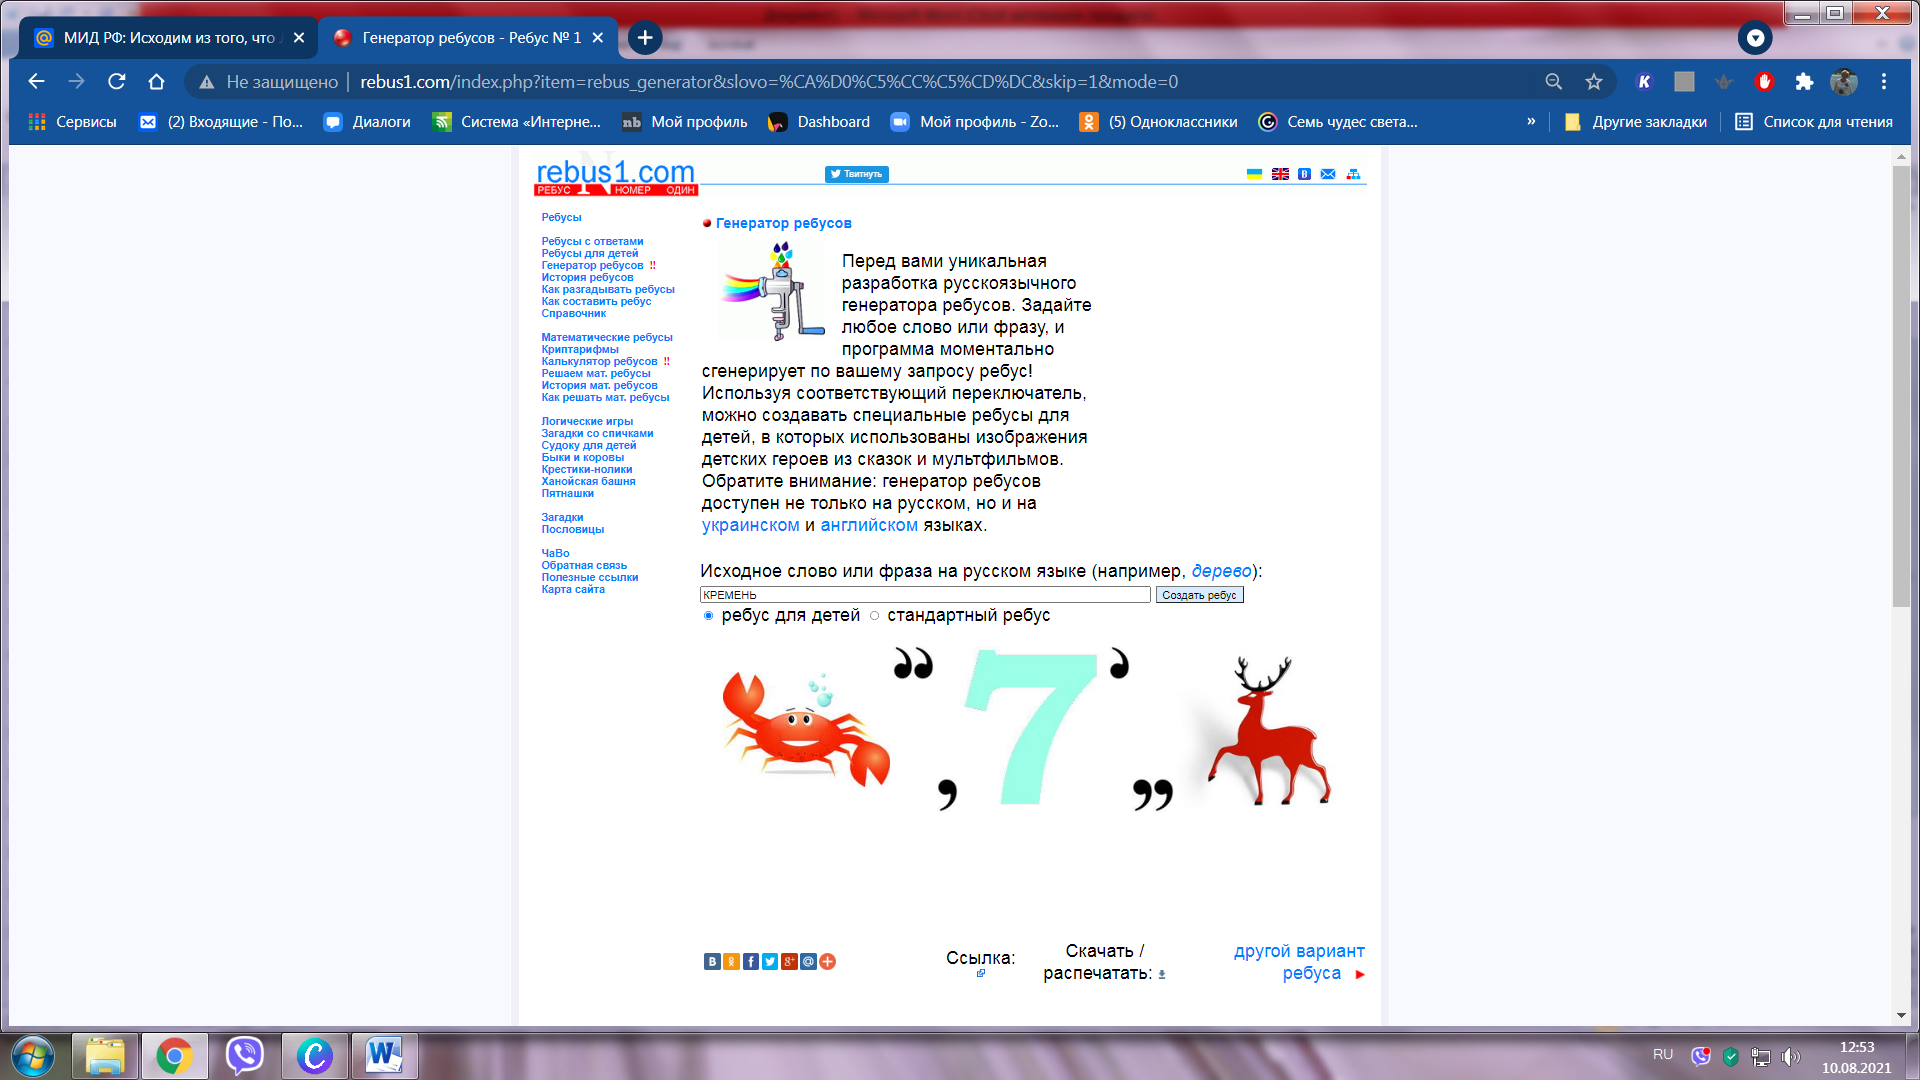 МИД РФ: Исходим из того, что
Генератор ребусов - Ребус № 1
Не защищено
rebus1.com/index.php?item=rebus_generator&slovo=%CA%D0%C5%CC%C5%CD%DC&skip=1&mode=0
Сервисы
(2) Входящие - По...
Диалоги
Система «Интерне...
nb Мой профиль
Dashboard
Мой профиль - Zo...
(5) Одноклассники
Семь чудес света...
»
Другие закладки
Список для чтения
rebus1.com
РЕБУС НОМЕР ОДИН
Твитнуть
Ребусы
Ребусы с ответами
Ребусы для детей
Генератор ребусов !!
История ребусов
Как разгадывать ребусы
Как составить ребус
Справочник
Математические ребусы
Криптарифмы
Калькулятор ребусов !!
Решаем мат. ребусы
История мат. ребусов
Как решать мат. ребусы
Логические игры
Загадки со спичками
Судоку для детей
Быки и коровы
Крестики-нолики
Ханойская башня
Пятнашки
Загадки
Пословицы
ЧаВо
Обратная связь
Полезные ссылки
Карта сайта
Генератор ребусов
Перед вами уникальная
разработка русскоязычного
генератора ребусов. Задайте
любое слово или фразу, и
программа моментально
сгенерирует по вашему запросу ребус!
Используя соответствующий переключатель,
можно создавать специальные ребусы для
детей, в которых использованы изображения
детских героев из сказок и мультфильмов.
Обратите внимание: генератор ребусов
доступен не только на русском, но и на
украинском и английском языках.
Исходное слово или фраза на русском языке (например, дерево):
КРЕМЕНЬ
Создать ребус
ребус для детей
стандартный ребус
,, , 7 , ,,
Ссылка:
Скачать /
распечатать:
другой вариант
ребуса
RU
12:53
10.08.2021